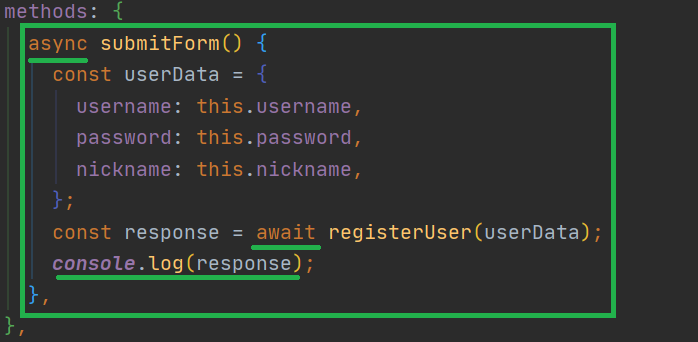 methods: {
async submitForm() {
const userData = {
username: this.username,
password: this.password,
nickname: this.nickname,
};
const response = await registerUser(userData);
console.log(response);
},
},